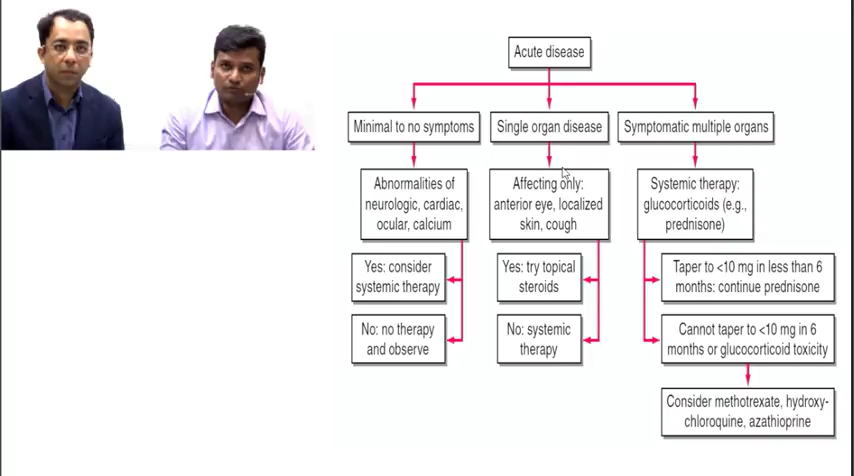 Acute disease
Minimal to no symptoms
Single organ disease
Symptomatic multiple organs
Abnormalities of
neurologic, cardiac,
ocular, calcium
Affecting only:
anterior eye, localized
skin, cough
Systemic therapy:
glucocorticoids (e.g.,
prednisone)
Yes: consider
systemic therapy
Yes: try topical
steroids
Taper to <10 mg in less than 6
months: continue prednisone
No: no therapy
and observe
No: systemic
therapy
Cannot taper to <10 mg in 6
months or glucocorticoid toxicity
Consider methotrexate, hydroxy-
chloroquine, azathioprine